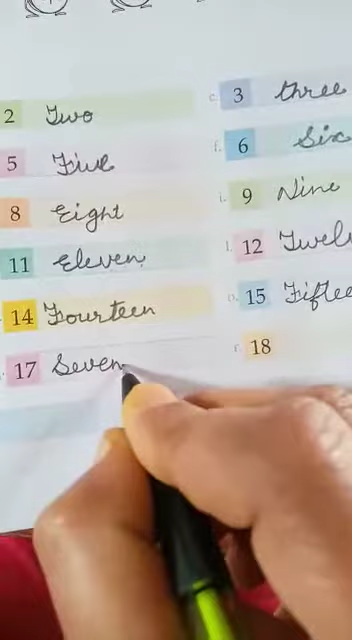 2 Two c. 3 three
5 Five f. 6 Six
8 Eight i. 9 Nine
11 Eleven l. 12 Twelv
14 Fourteen o. 15 Fiftee
17 Seven r. 18